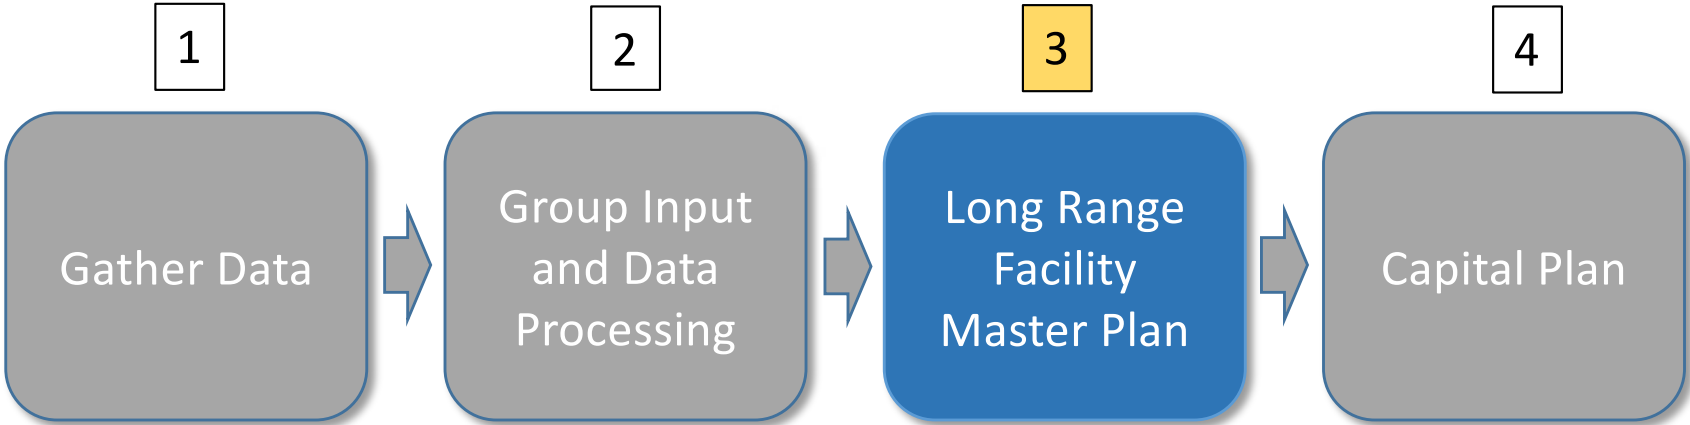 1
2
3
4
Gather Data
Group Input
and Data
Processing
Long Range
Facility
Master Plan
Capital Plan